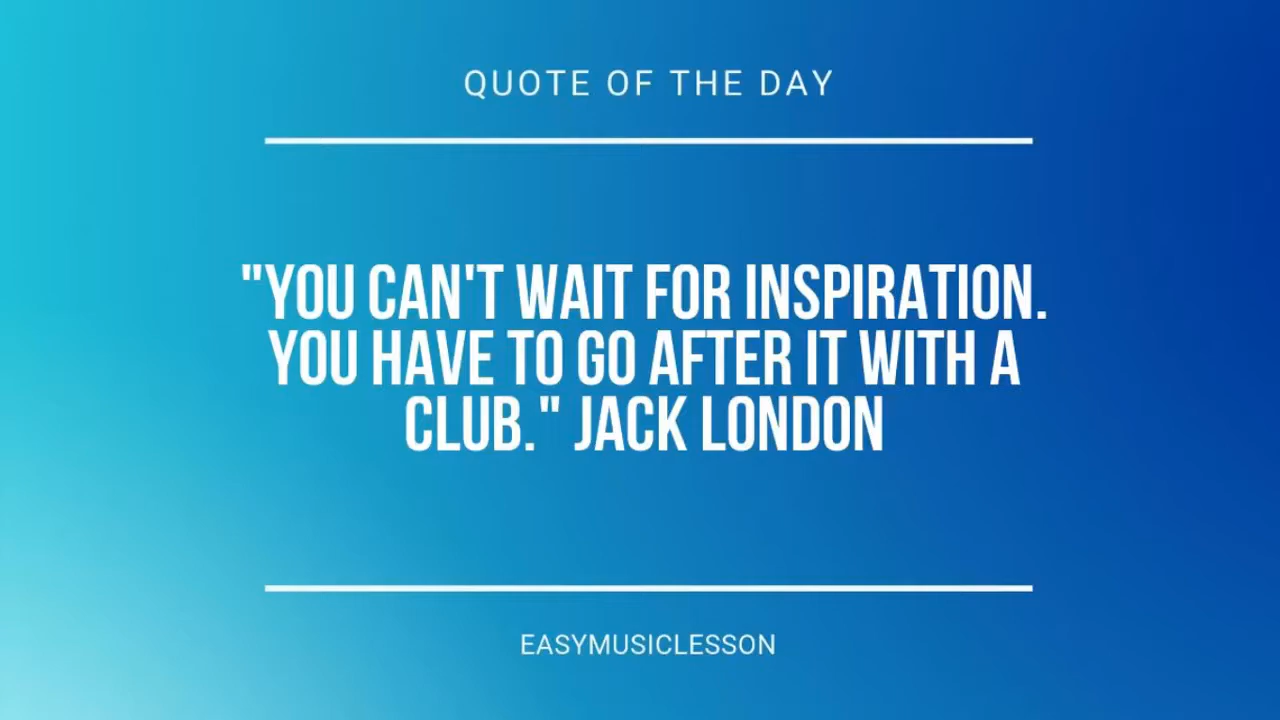 QUOTE OF THE DAY
"YOU CAN'T WAIT FOR INSPIRATION.
YOU HAVE TO GO AFTER IT WITH A
CLUB." JACK LONDON
EASYMUSICLESSON